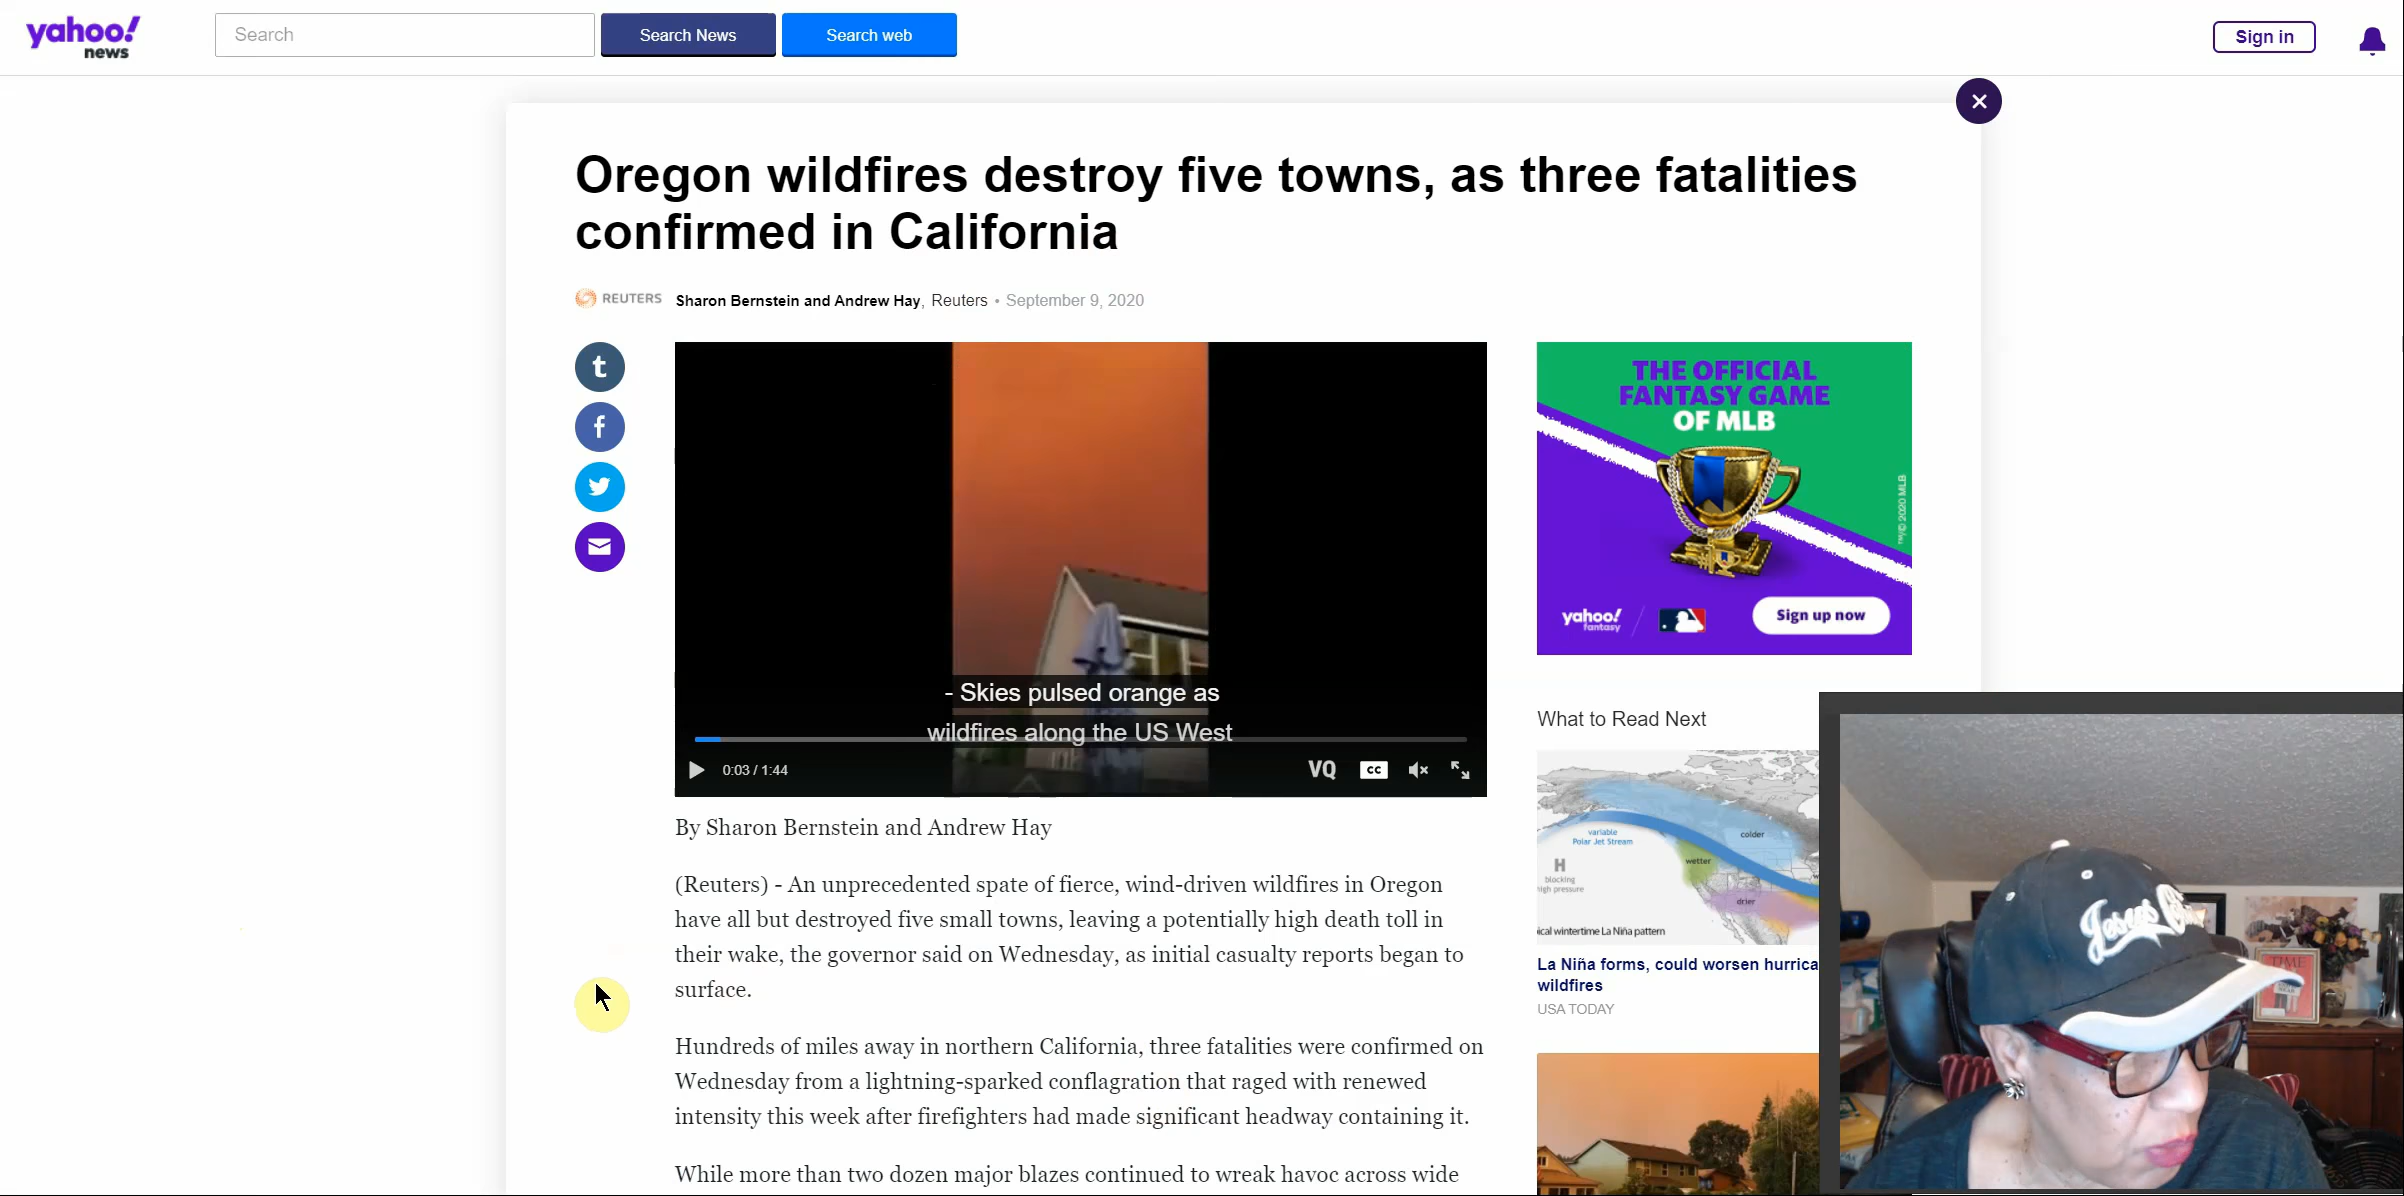 yahoo!
news
Search
Search News
Search web
Sign in
Oregon wildfires destroy five towns, as three fatalities
confirmed in California
REUTERS
Sharon Bernstein and Andrew Hay, Reuters • September 9, 2020
- Skies pulsed orange as
wildfires along the US West
0:03 / 1:44
VQ
CC
THE OFFICIAL
FANTASY GAME
OF MLB
TM/© 2020 MLB
yahoo!
fantasy
Sign up now
By Sharon Bernstein and Andrew Hay
(Reuters) - An unprecedented spate of fierce, wind-driven wildfires in Oregon
have all but destroyed five small towns, leaving a potentially high death toll in
their wake, the governor said on Wednesday, as initial casualty reports began to
surface.
Hundreds of miles away in northern California, three fatalities were confirmed on
Wednesday from a lightning-sparked conflagration that raged with renewed
intensity this week after firefighters had made significant headway containing it.
While more than two dozen major blazes continued to wreak havoc across wide
What to Read Next
variable
Polar Jet Stream
colder
wetter
H
blocking
high pressure
drier
ical wintertime La Niña pattern
La Niña forms, could worsen hurrica
wildfires
USA TODAY
TIME